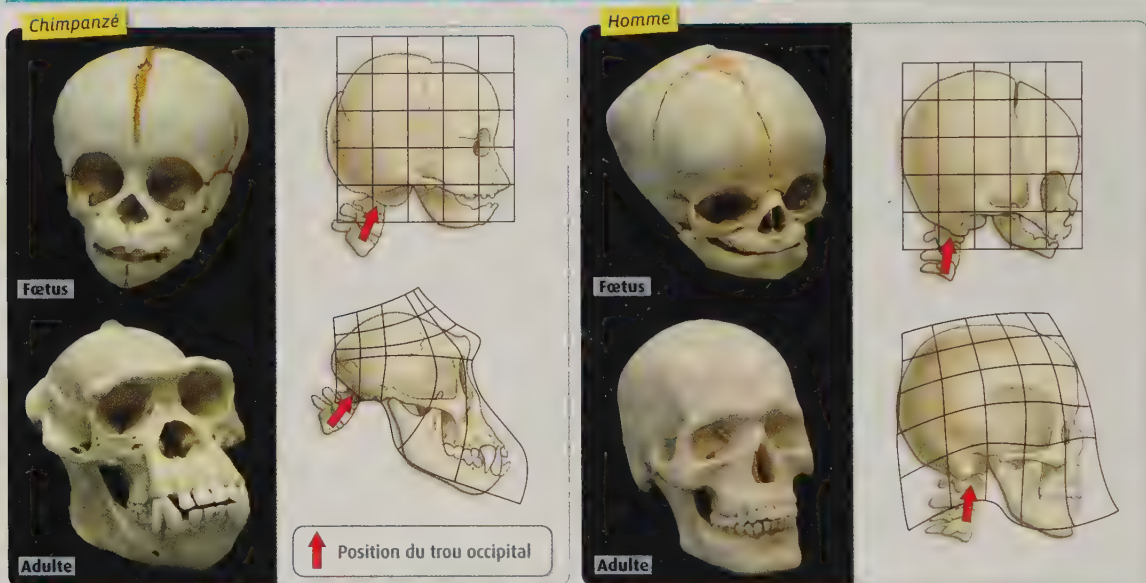 Chimpanzé
Fœtus
Adulte
Position du trou occipital
Homme
Fœtus
Adulte